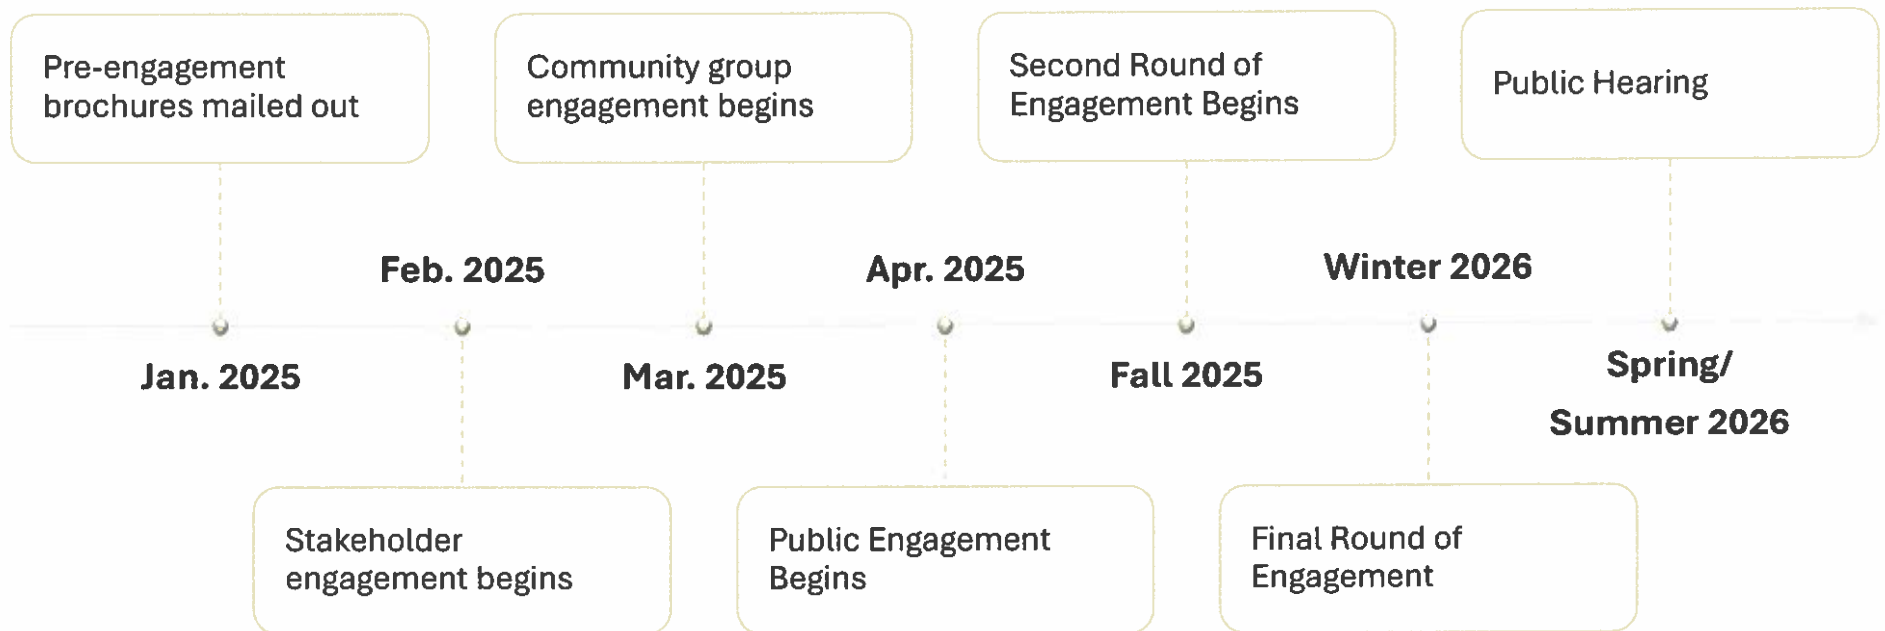 Pre-engagement
brochures mailed out
Community group
engagement begins
Second Round of
Engagement Begins
Public Hearing
Feb. 2025
Apr. 2025
Winter 2026
Jan. 2025
Mar. 2025
Fall 2025
Spring/
Summer 2026
Stakeholder
engagement begins
Public Engagement
Begins
Final Round of
Engagement